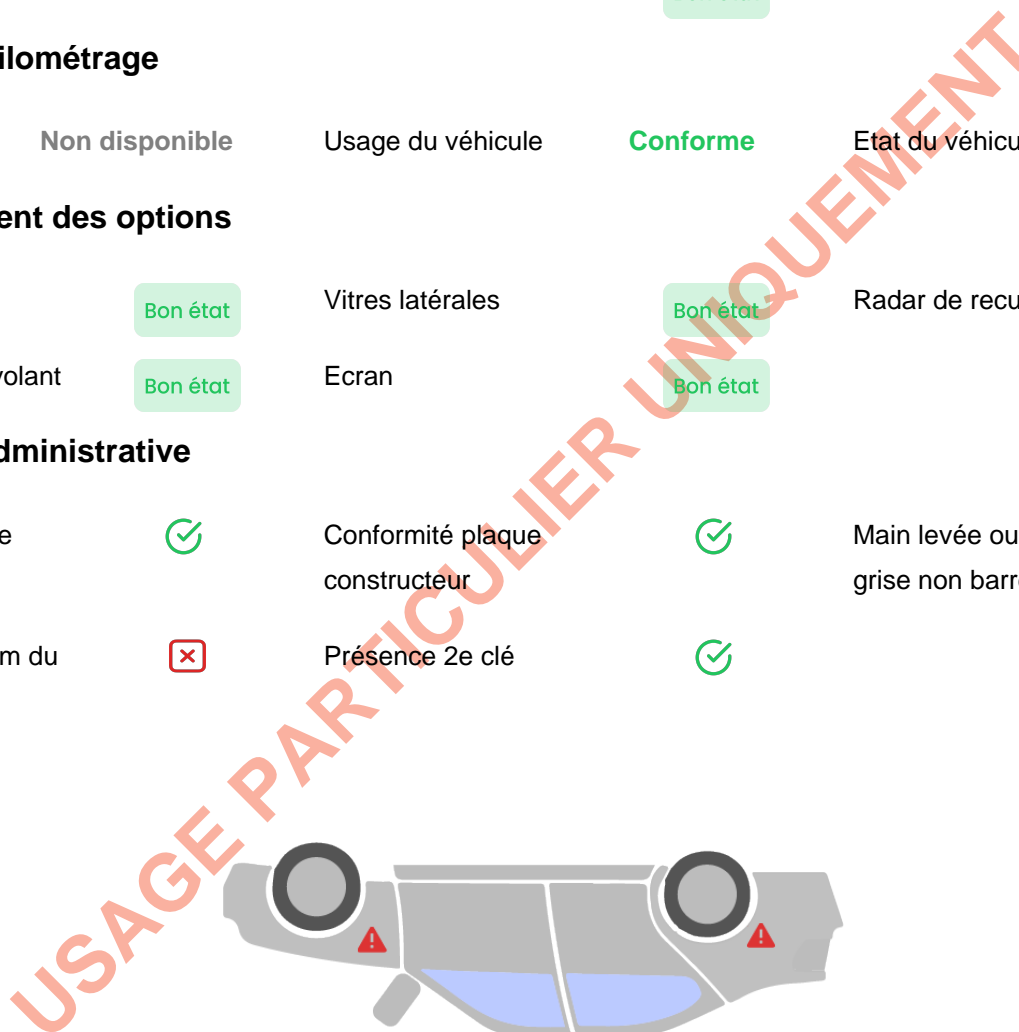 ilométrage
Non disponible Usage du véhicule Conforme Etat du véhicu
ent des options
Bon état Vitres latérales Bon état Radar de recu
volant Bon état Ecran Bon état
dministrative
e Conformité plaque Main levée ou
constructeur grise non barr
m du Présence 2e clé
USAGE PARTICULIER UNIQUEMENT